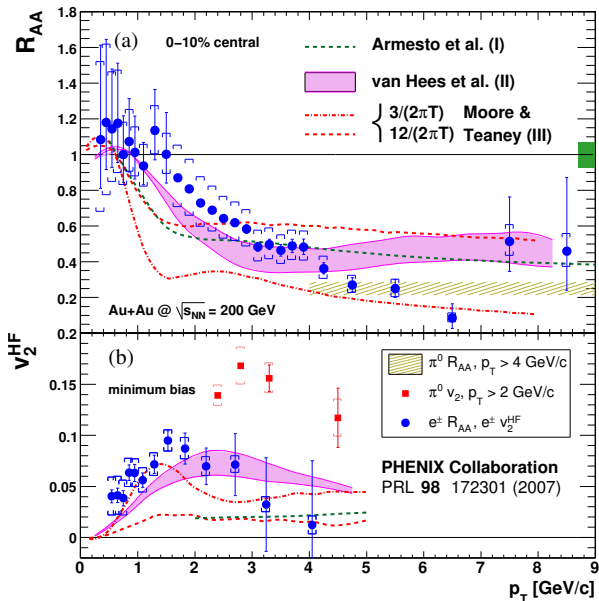 R_AA
(a)
0-10% central
Armesto et al. (I)
van Hees et al. (II)
3/(2πT) Moore &
12/(2πT) Teaney (III)
Au+Au @ √s_NN = 200 GeV
1.8
1.6
1.4
1.2
1
0.8
0.6
0.4
0.2
v_2^HF
(b)
minimum bias
π⁰ R_AA, p_T > 4 GeV/c
π⁰ v_2, p_T > 2 GeV/c
e± R_AA, e± v_2^HF
PHENIX Collaboration
PRL 98 172301 (2007)
0.2
0.15
0.1
0.05
0
0 1 2 3 4 5 6 7 8 9
p_T [GeV/c]